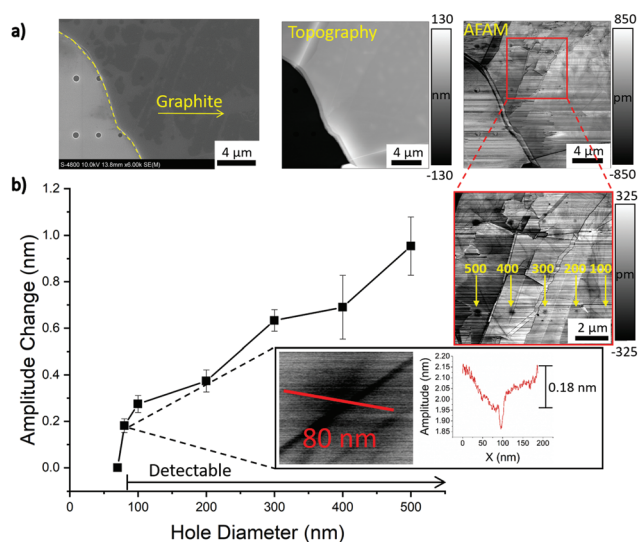 a)
Graphite
S-4800 10.0kV 13.8mm x6.00k SE(M)
4 µm
Topography
4 µm
130
nm
-130
AFAM
4 µm
850
pm
-850
b)
500 400 300 200 100
2 µm
325
pm
-325
Amplitude Change (nm)
1.2
1.0
0.8
0.6
0.4
0.2
0.0
Detectable
0 100 200 300 400 500
Hole Diameter (nm)
80 nm
Amplitude (nm)
2.20
2.15
2.10
2.05
2.00
1.95
1.90
1.85
0 50 100 150 200
X (nm)
0.18 nm